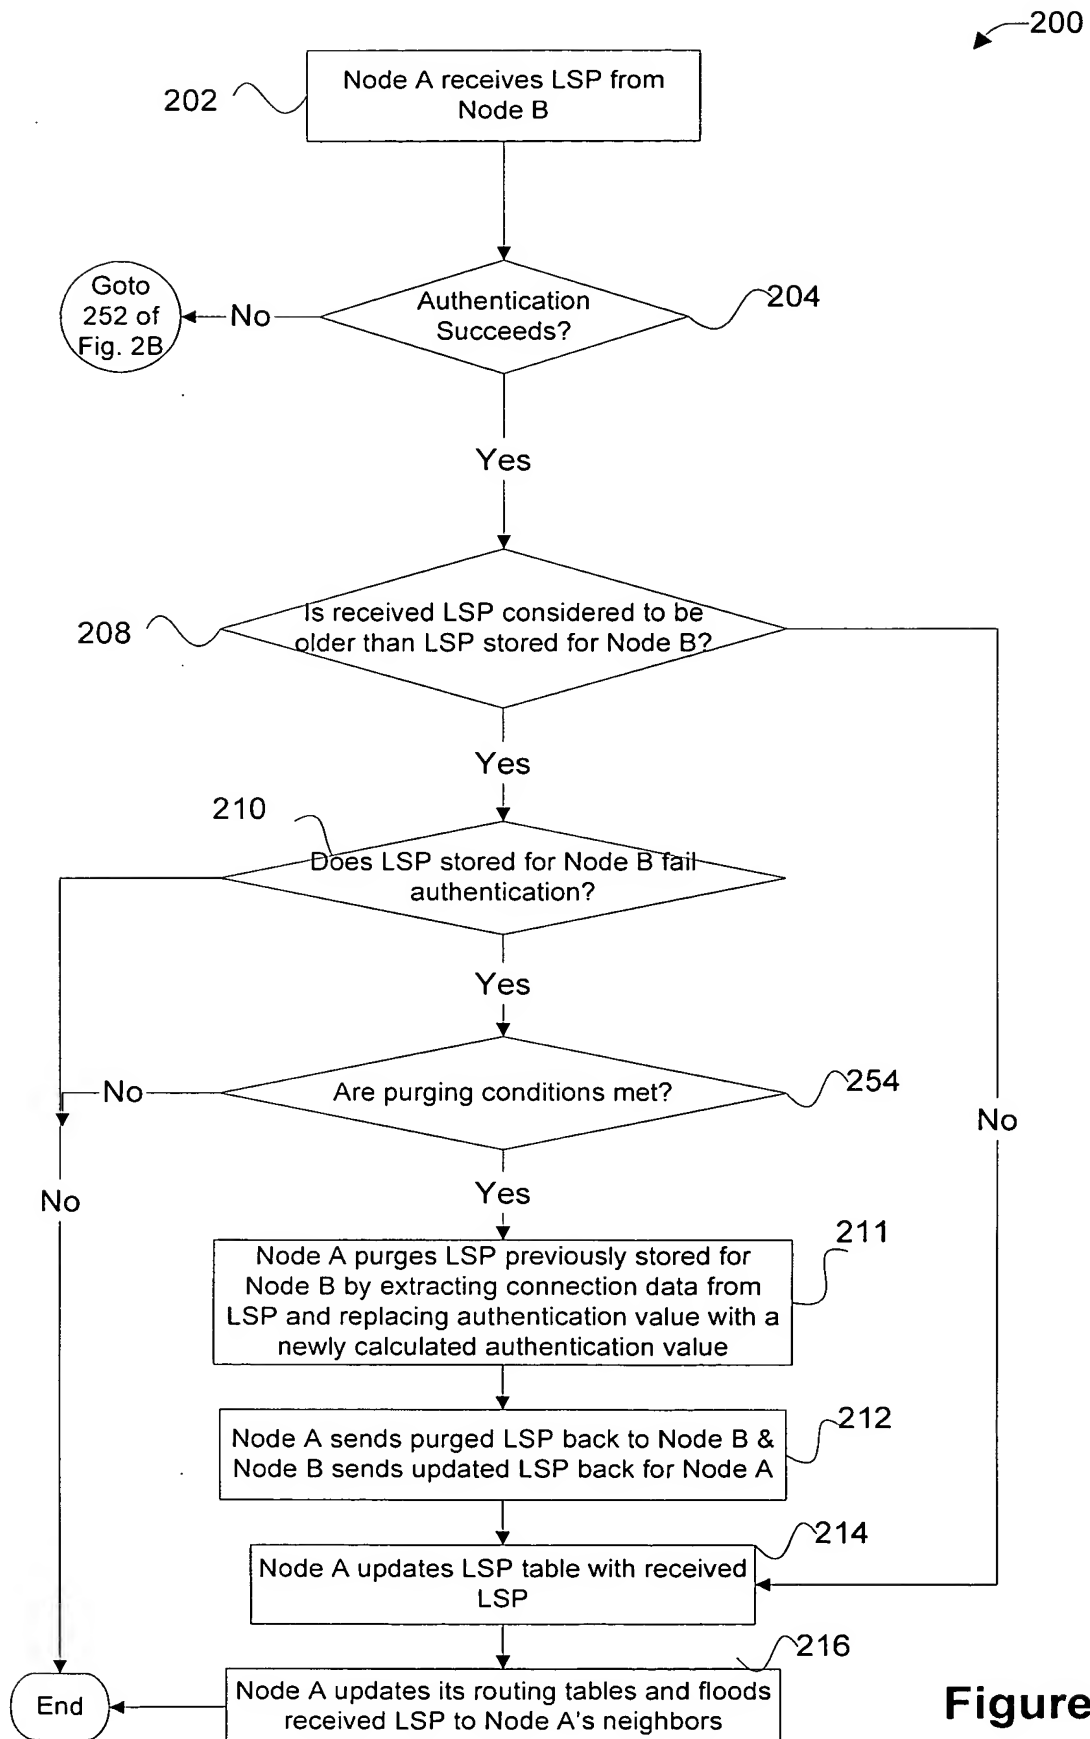 200
Node A receives LSP from
Node B
202
Goto
252 of
Fig. 2B
No
Authentication
Succeeds?
204
Yes
Is received LSP considered to be
older than LSP stored for Node B?
208
Yes
210
Does LSP stored for Node B fail
authentication?
Yes
No
Are purging conditions met?
254
No
No
Yes
211
Node A purges LSP previously stored for
Node B by extracting connection data from
LSP and replacing authentication value with a
newly calculated authentication value
212
Node A sends purged LSP back to Node B &
Node B sends updated LSP back for Node A
214
Node A updates LSP table with received
LSP
216
End
Node A updates its routing tables and floods
received LSP to Node A's neighbors
Figure